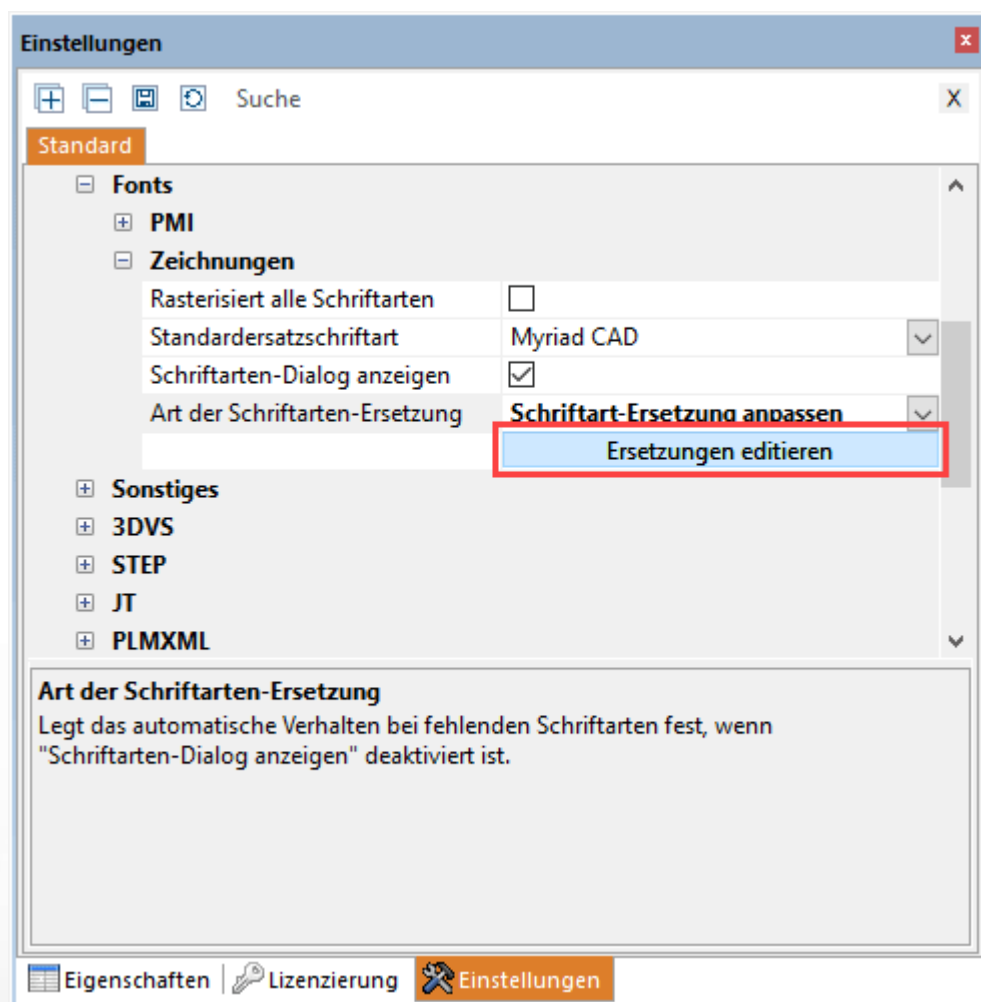 Einstellungen
Suche X
Standard
Fonts
PMI
Zeichnungen
Rasterisiert alle Schriftarten
Standardersatzschriftart Myriad CAD
Schriftarten-Dialog anzeigen
Art der Schriftarten-Ersetzung Schriftart-Ersetzung anpassen
Ersetzungen editieren
Sonstiges
3DVS
STEP
JT
PLMXML
Art der Schriftarten-Ersetzung
Legt das automatische Verhalten bei fehlenden Schriftarten fest, wenn
"Schriftarten-Dialog anzeigen" deaktiviert ist.
Eigenschaften Lizenzierung Einstellungen